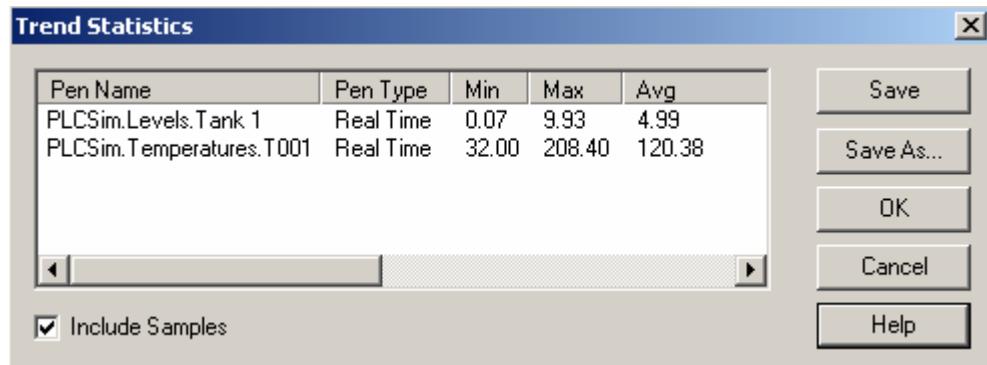 Trend Statistics
Pen Name Pen Type Min Max Avg
PLCSim.Levels.Tank 1 Real Time 0.07 9.93 4.99
PLCSim.Temperatures.T001 Real Time 32.00 208.40 120.38
Save
Save As...
OK
Cancel
Help
Include Samples